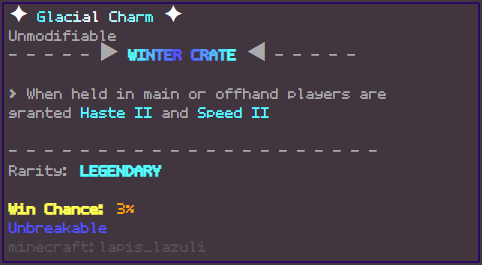 ✦ Glacial Charm ✦
Unmodifiable
- - - - - ▶ WINTER CRATE ◀ - - - - -
> When held in main or offhand players are
granted Haste II and Speed II
- - - - - - - - - - - - - - - - - - - - - -
Rarity: LEGENDARY
Win Chance: 3%
Unbreakable
minecraft:lapis_lazuli